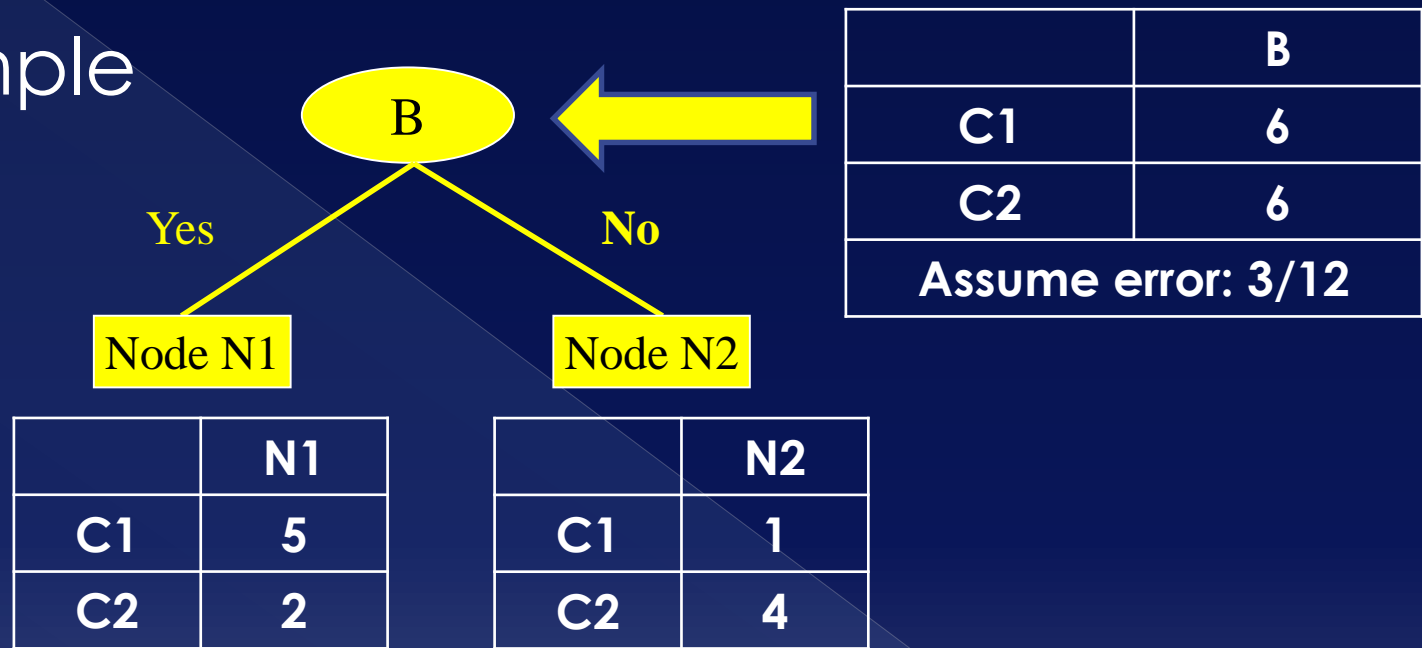 B
C1 6
C2 6
Assume error: 3/12
B
Yes No
Node N1 Node N2
N1
C1 5
C2 2
N2
C1 1
C2 4